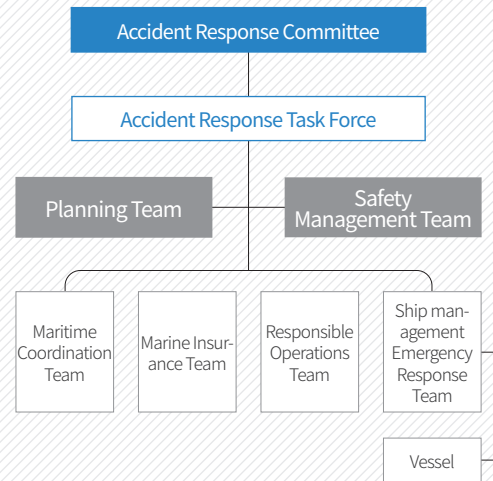 Accident Response Committee
Accident Response Task Force
Planning Team
Safety
Management Team
Maritime
Coordination
Team
Marine Insur-
ance Team
Responsible
Operations
Team
Ship man-
agement
Emergency
Response
Team
Vessel